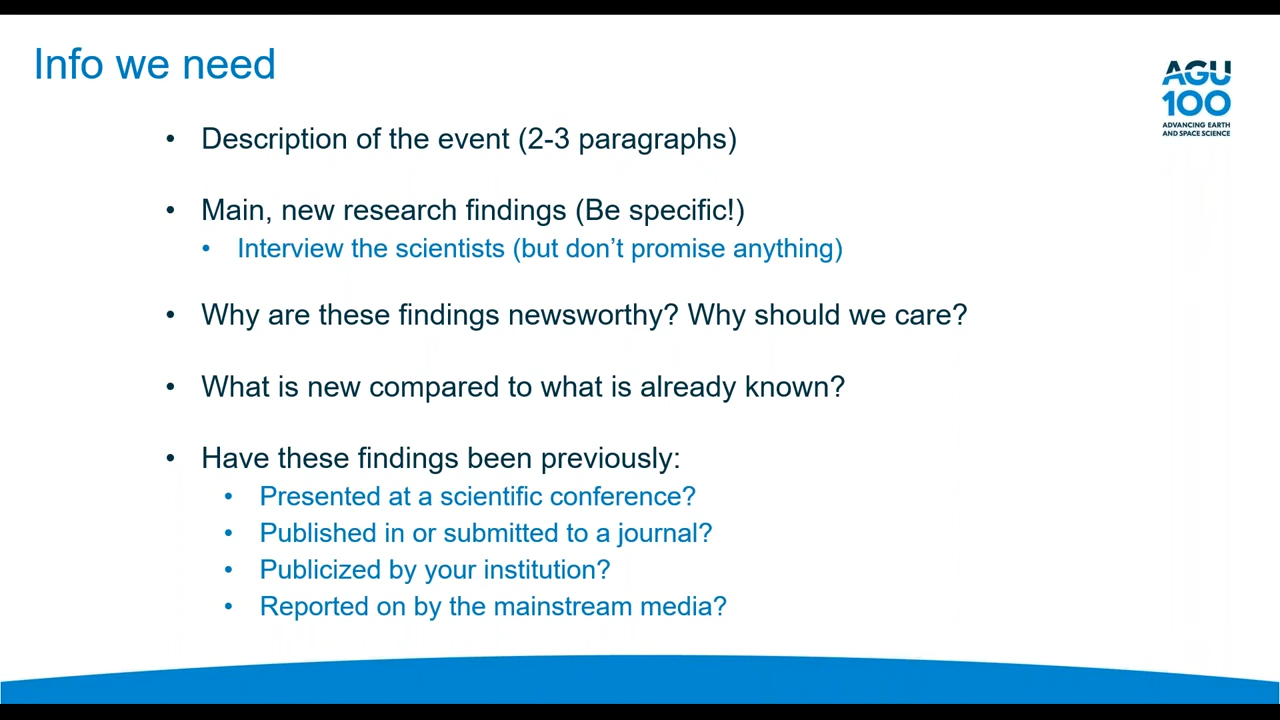 Info we need
AGU
100
ADVANCING EARTH
AND SPACE SCIENCE
• Description of the event (2-3 paragraphs)
• Main, new research findings (Be specific!)
• Interview the scientists (but don’t promise anything)
• Why are these findings newsworthy? Why should we care?
• What is new compared to what is already known?
• Have these findings been previously:
• Presented at a scientific conference?
• Published in or submitted to a journal?
• Publicized by your institution?
• Reported on by the mainstream media?